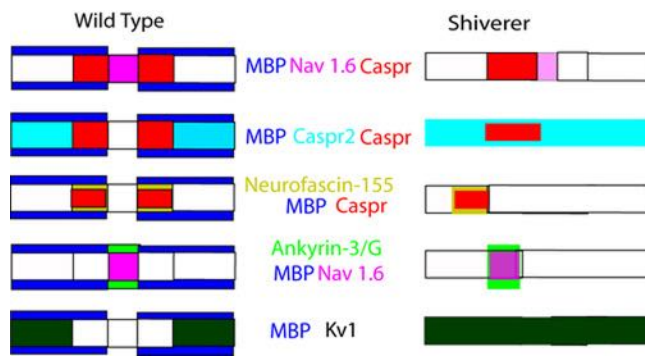 Wild Type
Shiverer
MBP Nav 1.6 Caspr
MBP Caspr2 Caspr
Neurofascin-155
MBP Caspr
Ankyrin-3/G
MBP Nav 1.6
MBP Kv1